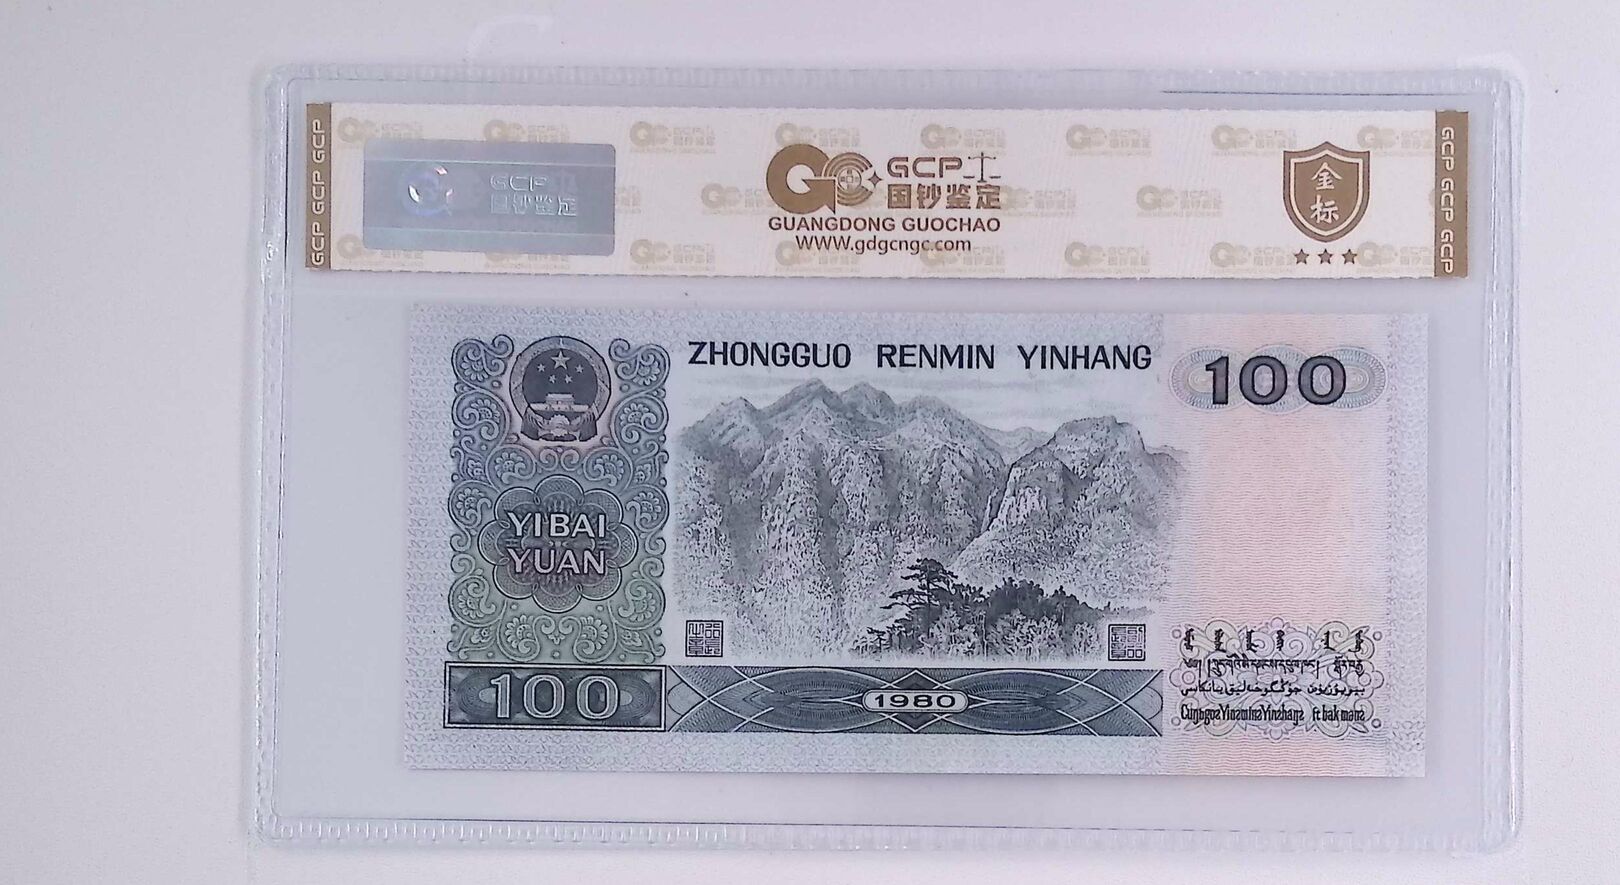 GCP GCP GCP
GCP
国钞鉴定
GCP
国钞鉴定
GUANGDONG GUOCHAO
WWW.gdgcngc.com
金标
GCP GCP GCP
ZHONGGUO RENMIN YINHANG
100
YIBAI
YUAN
100
1980